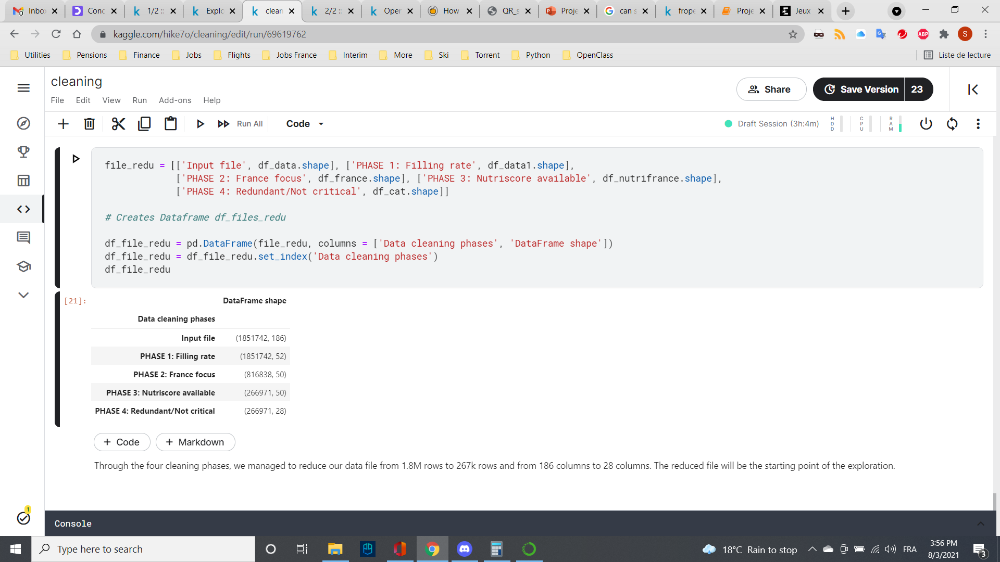 Inbo
Conc
1/2 ::
Explo
clean
2/2 ::
Open
How
QR_s
Proje
can s
frope
Proje
Jeux
kaggle.com/hike7o/cleaning/edit/run/69619762
ABP
S
Utilities
Pensions
Finance
Jobs
Flights
Jobs France
Interim
More
Ski
Torrent
Python
OpenClass
Liste de lecture
cleaning
File Edit View Run Add-ons Help
Share
Save Version 23
Run All
Code
Draft Session (3h:4m)
HDD
CPU
RAM
file_redu = [['Input file', df_data.shape], ['PHASE 1: Filling rate', df_data1.shape],
['PHASE 2: France focus', df_france.shape], ['PHASE 3: Nutriscore available', df_nutrifrance.shape],
['PHASE 4: Redundant/Not critical', df_cat.shape]]
# Creates Dataframe df_files_redu
df_file_redu = pd.DataFrame(file_redu, columns = ['Data cleaning phases', 'DataFrame shape'])
df_file_redu = df_file_redu.set_index('Data cleaning phases')
df_file_redu
[21]:
DataFrame shape
Data cleaning phases
Input file (1851742, 186)
PHASE 1: Filling rate (1851742, 52)
PHASE 2: France focus (816838, 50)
PHASE 3: Nutriscore available (266971, 50)
PHASE 4: Redundant/Not critical (266971, 28)
+ Code
+ Markdown
Through the four cleaning phases, we managed to reduce our data file from 1.8M rows to 267k rows and from 186 columns to 28 columns. The reduced file will be the starting point of the exploration.
1
Console
Type here to search
18°C Rain to stop
FRA
3:56 PM
8/3/2021
3